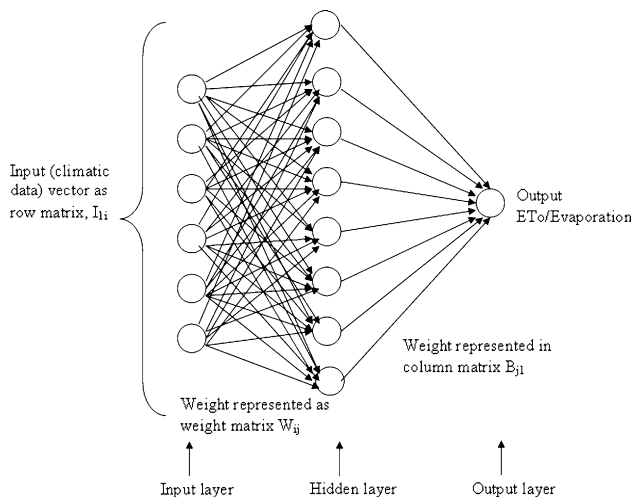 Input (climatic
data) vector as
row matrix, I1i
Output
ETo/Evaporation
Weight represented in
column matrix Bj1
Weight represented as
weight matrix Wij
Input layer
Hidden layer
Output layer